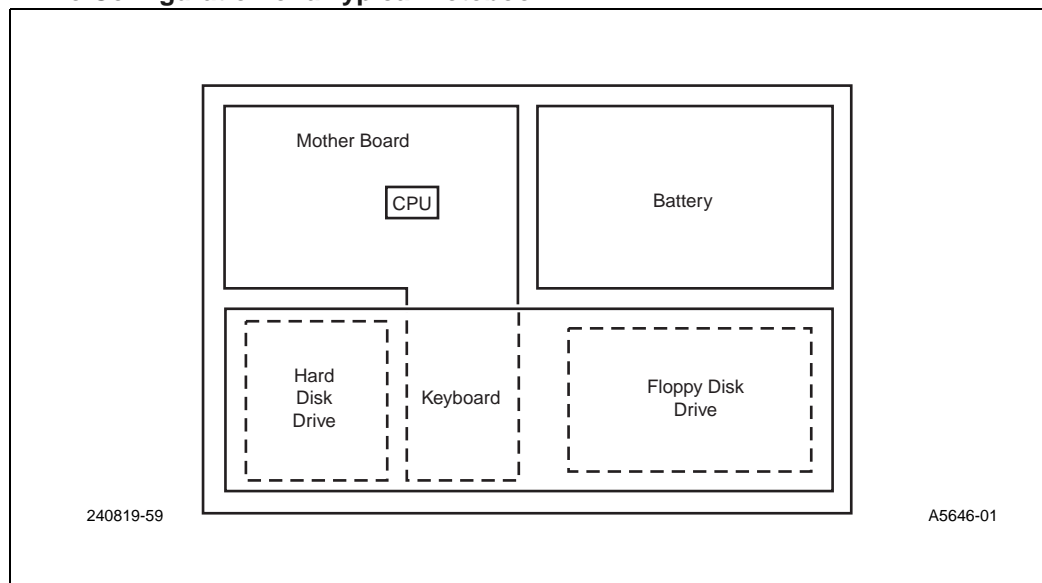 Mother Board
CPU
Battery
Hard
Disk
Drive
Keyboard
Floppy Disk
Drive
240819-59
A5646-01